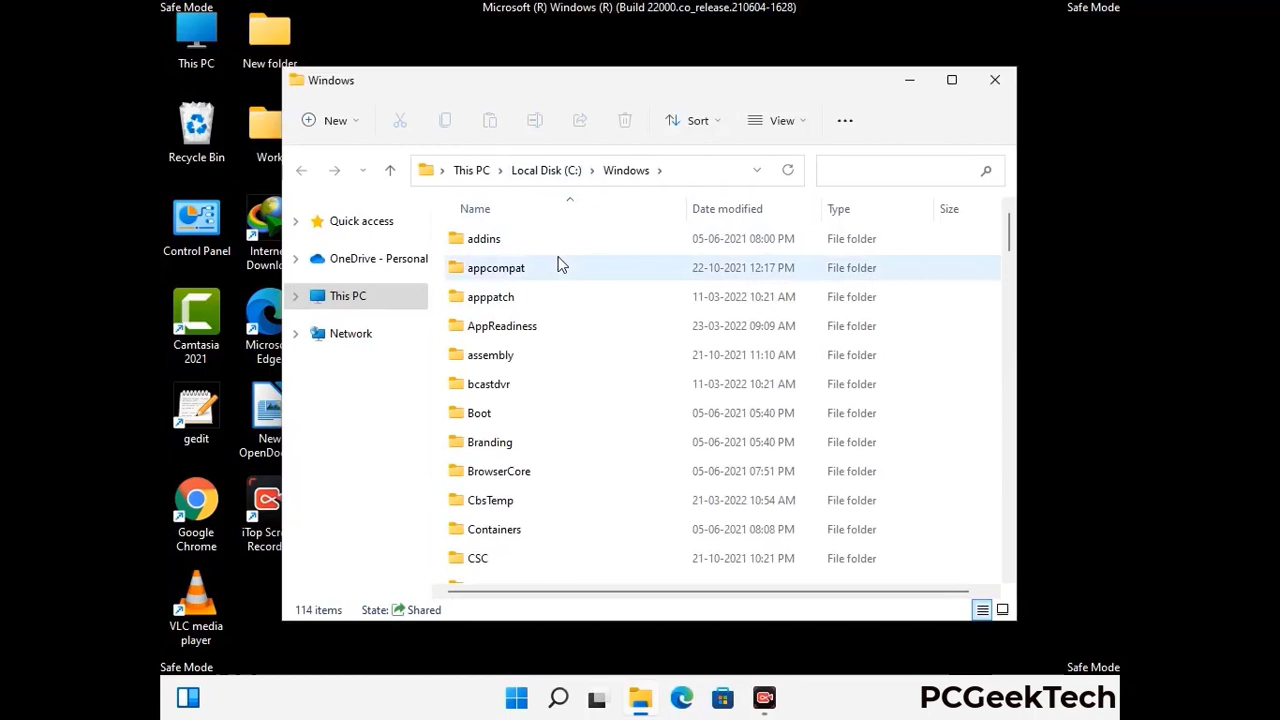 Safe Mode
Microsoft (R) Windows (R) (Build 22000.co_release.210604-1628)
Safe Mode
This PC
New folder
Recycle Bin
Work
Control Panel
Internet
Downlo
Camtasia
2021
Micros
Edge
gedit
New
OpenDoc
Google
Chrome
iTop Scr
Record
VLC media
player
Windows
New
Sort
View
This PC
Local Disk (C:)
Windows
Quick access
OneDrive - Personal
This PC
Network
Name Date modified Type Size
addins 05-06-2021 08:00 PM File folder
appcompat 22-10-2021 12:17 PM File folder
apppatch 11-03-2022 10:21 AM File folder
AppReadiness 23-03-2022 09:09 AM File folder
assembly 21-10-2021 11:10 AM File folder
bcastdvr 11-03-2022 10:21 AM File folder
Boot 05-06-2021 05:40 PM File folder
Branding 05-06-2021 05:40 PM File folder
BrowserCore 05-06-2021 07:51 PM File folder
CbsTemp 21-03-2022 10:54 AM File folder
Containers 05-06-2021 08:08 PM File folder
CSC 21-10-2021 10:21 PM File folder
114 items State: Shared
Safe Mode
Safe Mode
PCGeekTech